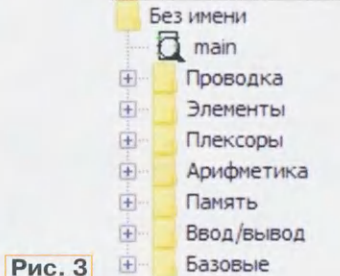 Без имени
main
Проводка
Элементы
Плексоры
Арифметика
Память
Ввод/вывод
Базовые
Рис. 3